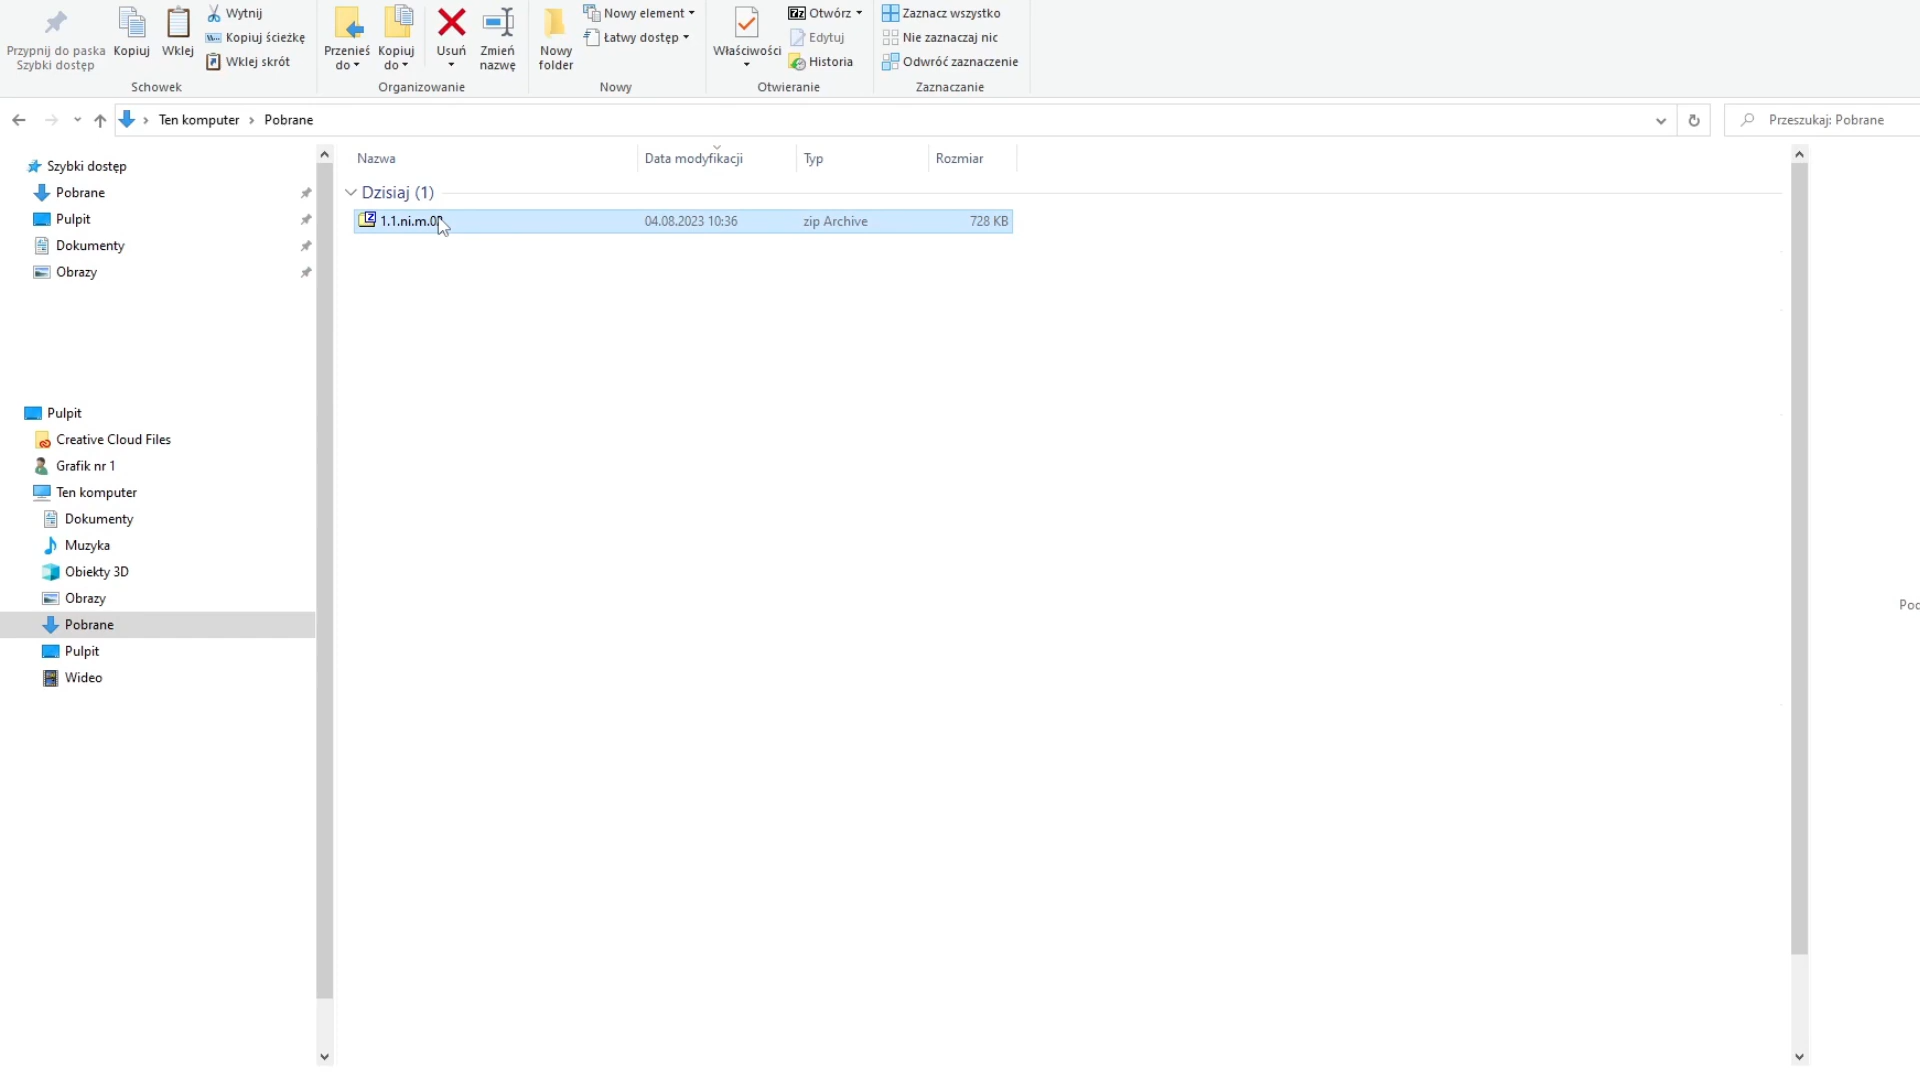 Przypnij do paska
Szybki dostęp
Kopiuj
Wklej
Wytnij
Kopiuj ścieżkę
Wklej skrót
Schowek
Przenieś
do
Kopiuj
do
Usuń
Zmień
nazwę
Organizowanie
Nowy
folder
Nowy element
Łatwy dostęp
Nowy
Właściwości
Otwórz
Edytuj
Historia
Otwieranie
Zaznacz wszystko
Nie zaznaczaj nic
Odwróć zaznaczenie
Zaznaczanie
Ten komputer > Pobrane
Przeszukaj: Pobrane
Szybki dostęp
Pobrane
Pulpit
Dokumenty
Obrazy
Pulpit
Creative Cloud Files
Grafik nr 1
Ten komputer
Dokumenty
Muzyka
Obiekty 3D
Obrazy
Pobrane
Pulpit
Wideo
Nazwa Data modyfikacji Typ Rozmiar
Dzisiaj (1)
04.08.2023 10:36 zip Archive 728 KB